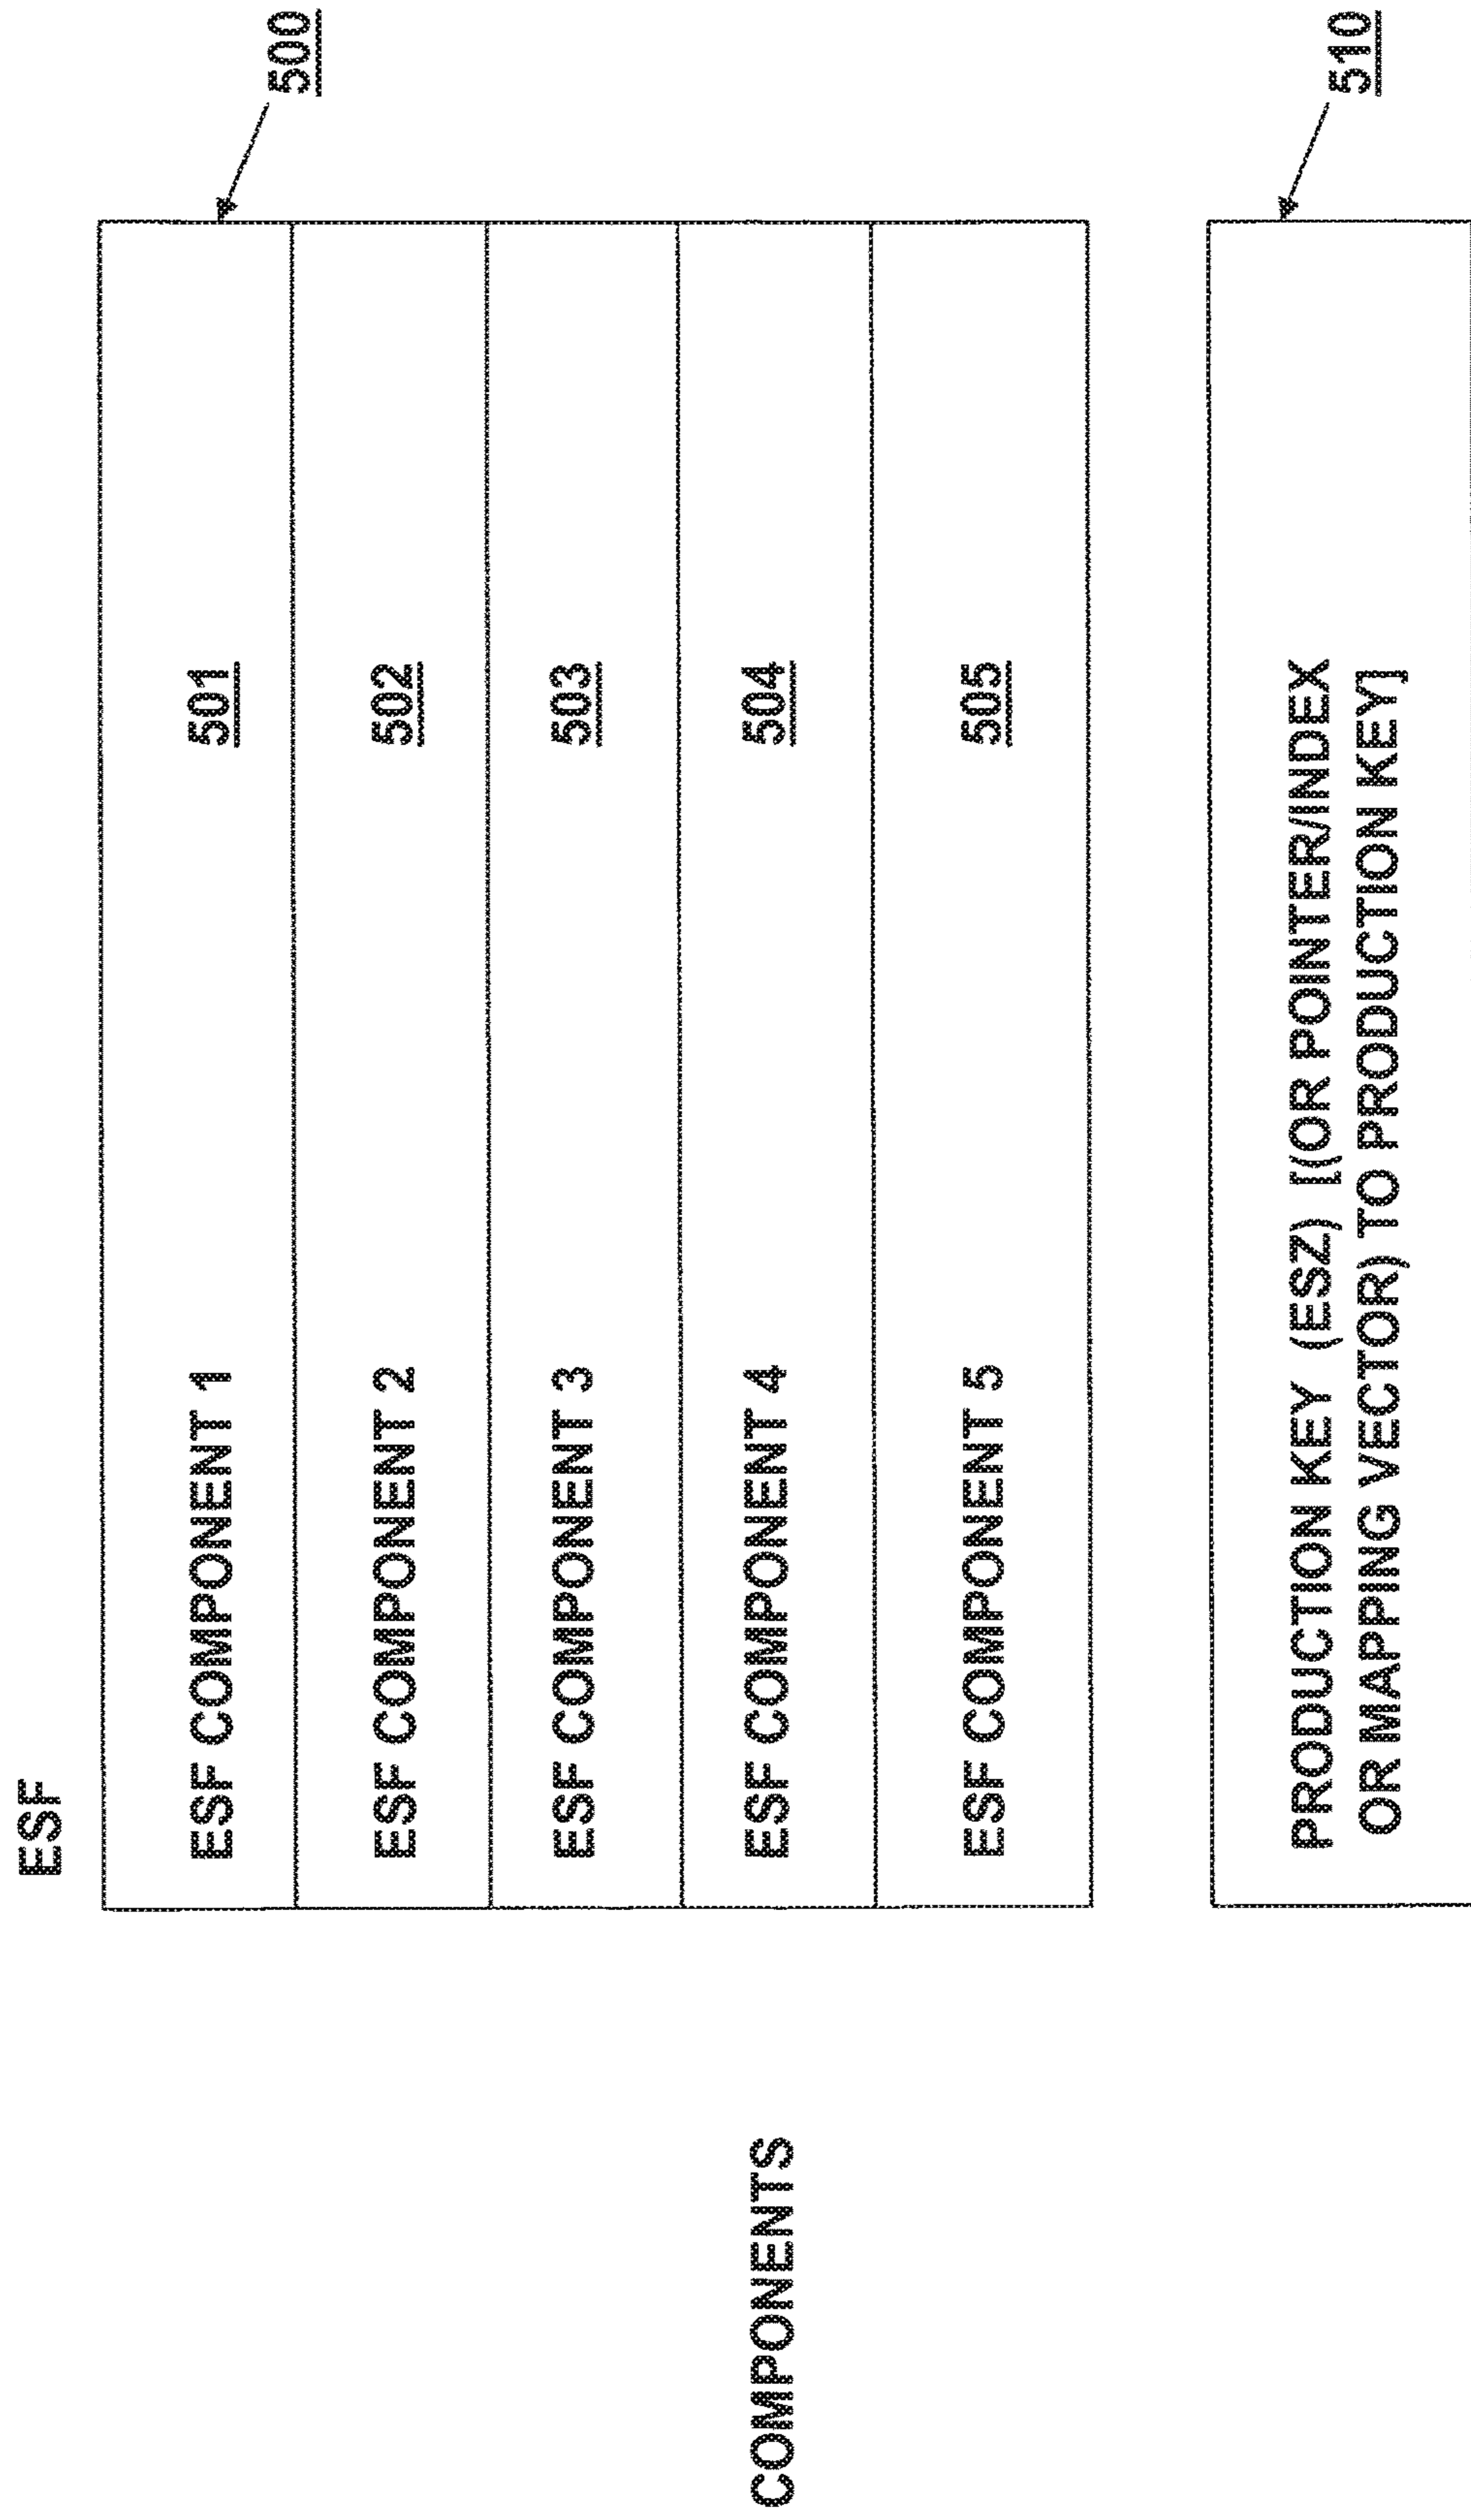 ESF
500
ESF COMPONENT 1 501
ESF COMPONENT 2 502
ESF COMPONENT 3 503
COMPONENTS
ESF COMPONENT 4 504
ESF COMPONENT 5 505
510
PRODUCTION KEY (ESZ) [(OR POINTER/INDEX
OR MAPPING VECTOR) TO PRODUCTION KEY]